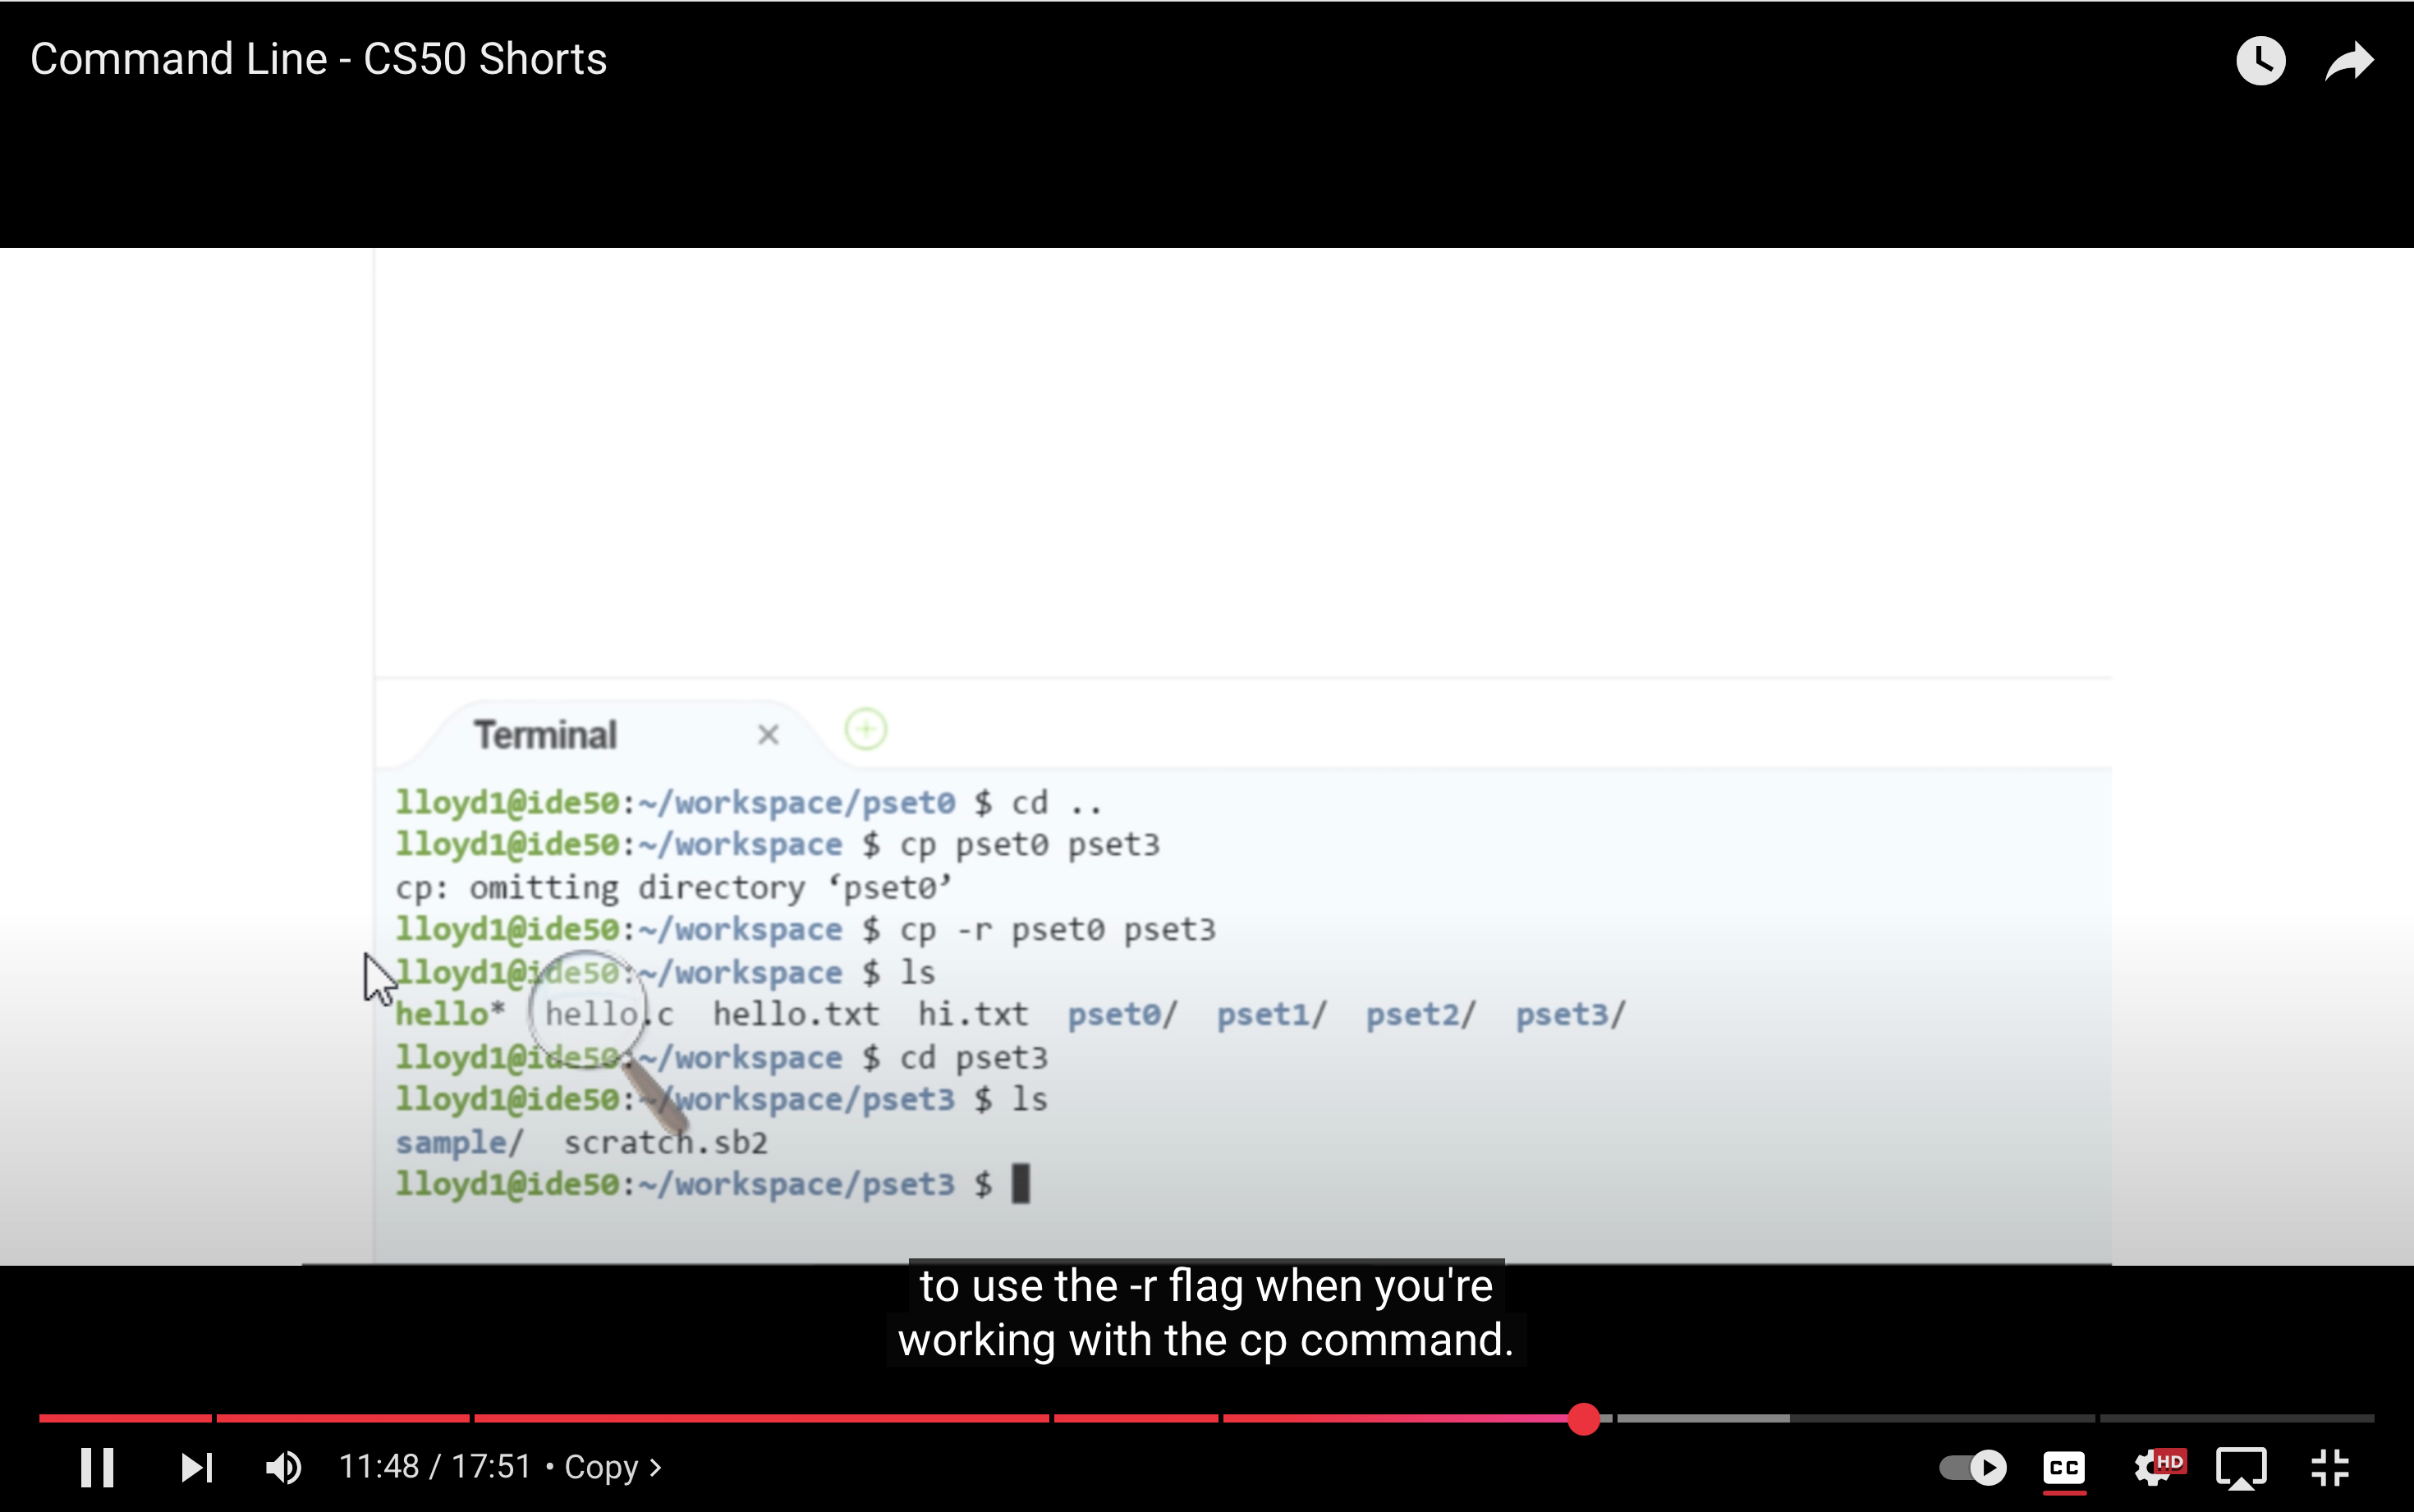 Command Line - CS50 Shorts
Terminal
lloyd1@ide50:~/workspace/pset0 $ cd ..
lloyd1@ide50:~/workspace $ cp pset0 pset3
cp: omitting directory ‘pset0’
lloyd1@ide50:~/workspace $ cp -r pset0 pset3
lloyd1@ide50:~/workspace $ ls
hello* hello.c hello.txt hi.txt pset0/ pset1/ pset2/ pset3/
lloyd1@ide50:~/workspace $ cd pset3
lloyd1@ide50:~/workspace/pset3 $ ls
sample/ scratch.sb2
lloyd1@ide50:~/workspace/pset3 $
to use the -r flag when you're
working with the cp command.
11:48 / 17:51 • Copy >
CC
HD